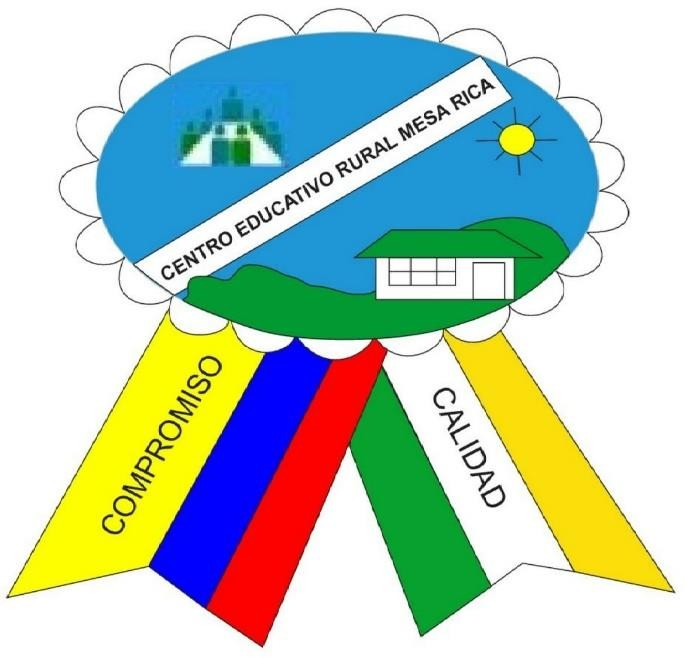 CENTRO EDUCATIVO RURAL MESA RICA
COMPROMISO
CALIDAD